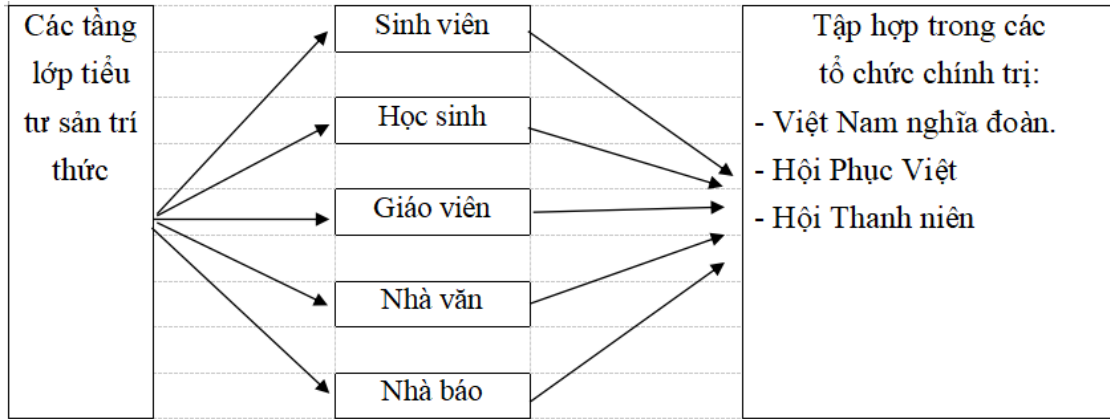 Các tầng
lớp tiểu
tư sản trí
thức
Sinh viên
Học sinh
Giáo viên
Nhà văn
Nhà báo
Tập hợp trong các
tổ chức chính trị:
- Việt Nam nghĩa đoàn.
- Hội Phục Việt
- Hội Thanh niên